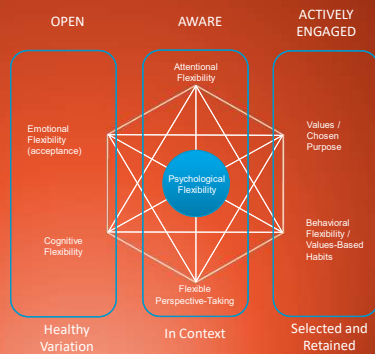 OPEN
AWARE
ACTIVELY
ENGAGED
Attentional
Flexibility
Emotional
Flexibility
(acceptance)
Values /
Chosen
Purpose
Psychological
Flexibility
Cognitive
Flexibility
Behavioral
Flexibility /
Values-Based
Habits
Flexible
Perspective-Taking
Healthy
Variation
In Context
Selected and
Retained